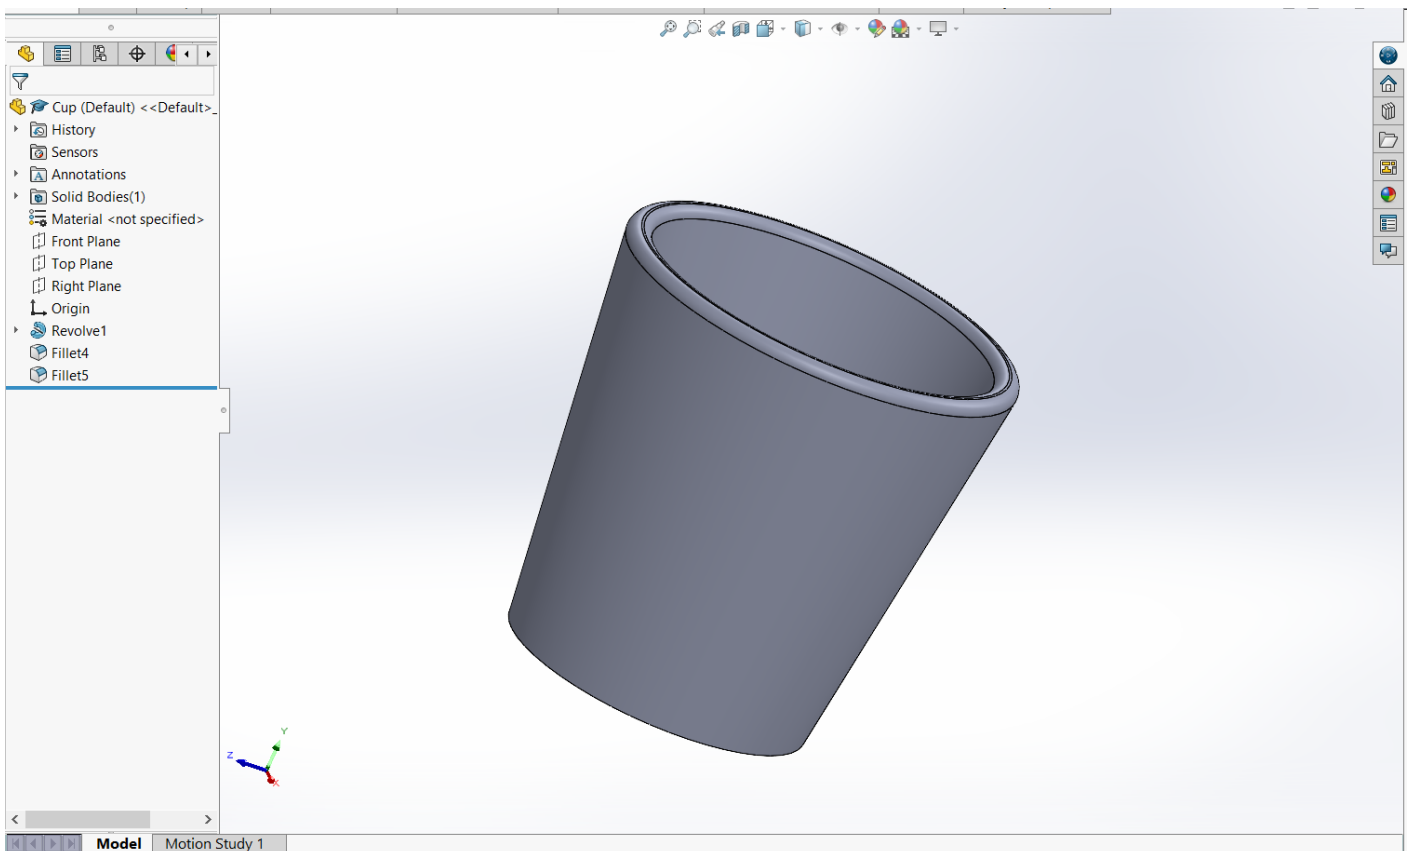 Cup (Default) <<Default>_
History
Sensors
A Annotations
Solid Bodies(1)
Material <not specified>
Front Plane
Top Plane
Right Plane
Origin
Revolve1
Fillet4
Fillet5
Y
Z
X
Model Motion Study 1